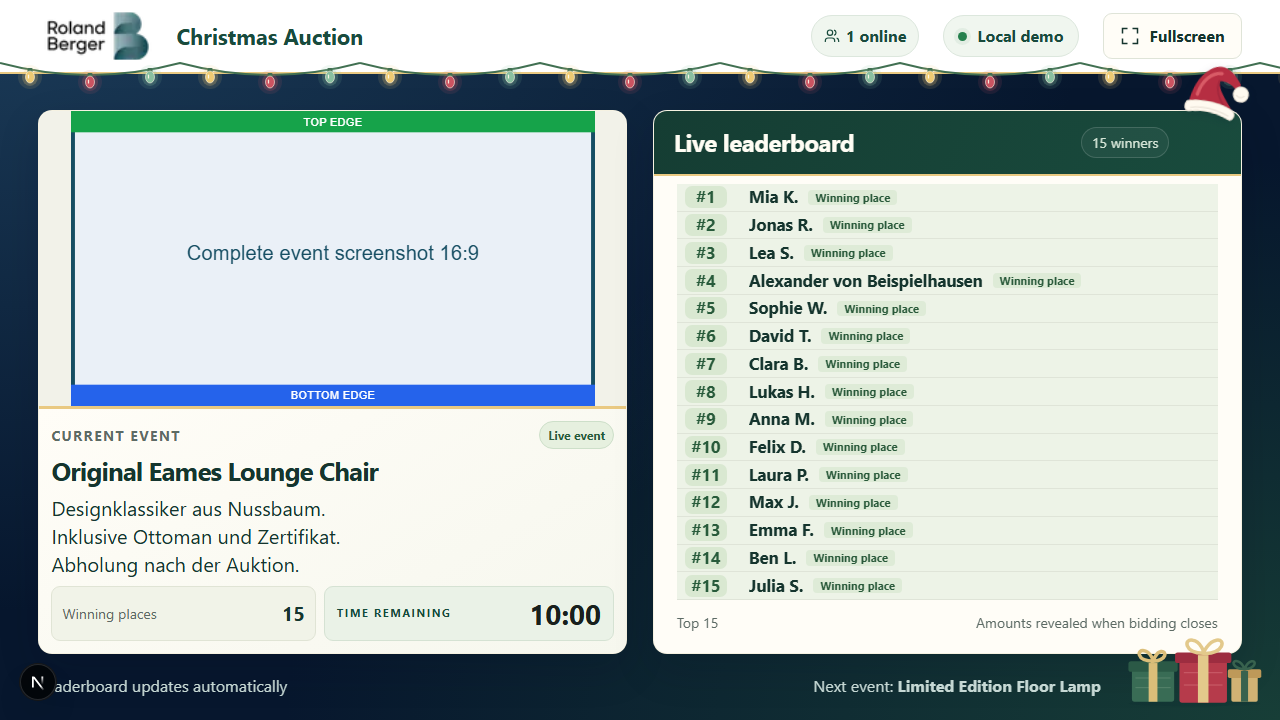 Roland
Berger
Christmas Auction
1 online
Local demo
Fullscreen
TOP EDGE
Complete event screenshot 16:9
BOTTOM EDGE
CURRENT EVENT
Live event
Original Eames Lounge Chair
Designklassiker aus Nussbaum.
Inklusive Ottoman und Zertifikat.
Abholung nach der Auktion.
Winning places 15
TIME REMAINING 10:00
Live leaderboard
15 winners
#1 Mia K. Winning place
#2 Jonas R. Winning place
#3 Lea S. Winning place
#4 Alexander von Beispielhausen Winning place
#5 Sophie W. Winning place
#6 David T. Winning place
#7 Clara B. Winning place
#8 Lukas H. Winning place
#9 Anna M. Winning place
#10 Felix D. Winning place
#11 Laura P. Winning place
#12 Max J. Winning place
#13 Emma F. Winning place
#14 Ben L. Winning place
#15 Julia S. Winning place
Top 15
Amounts revealed when bidding closes
N
aderboard updates automatically
Next event: Limited Edition Floor Lamp